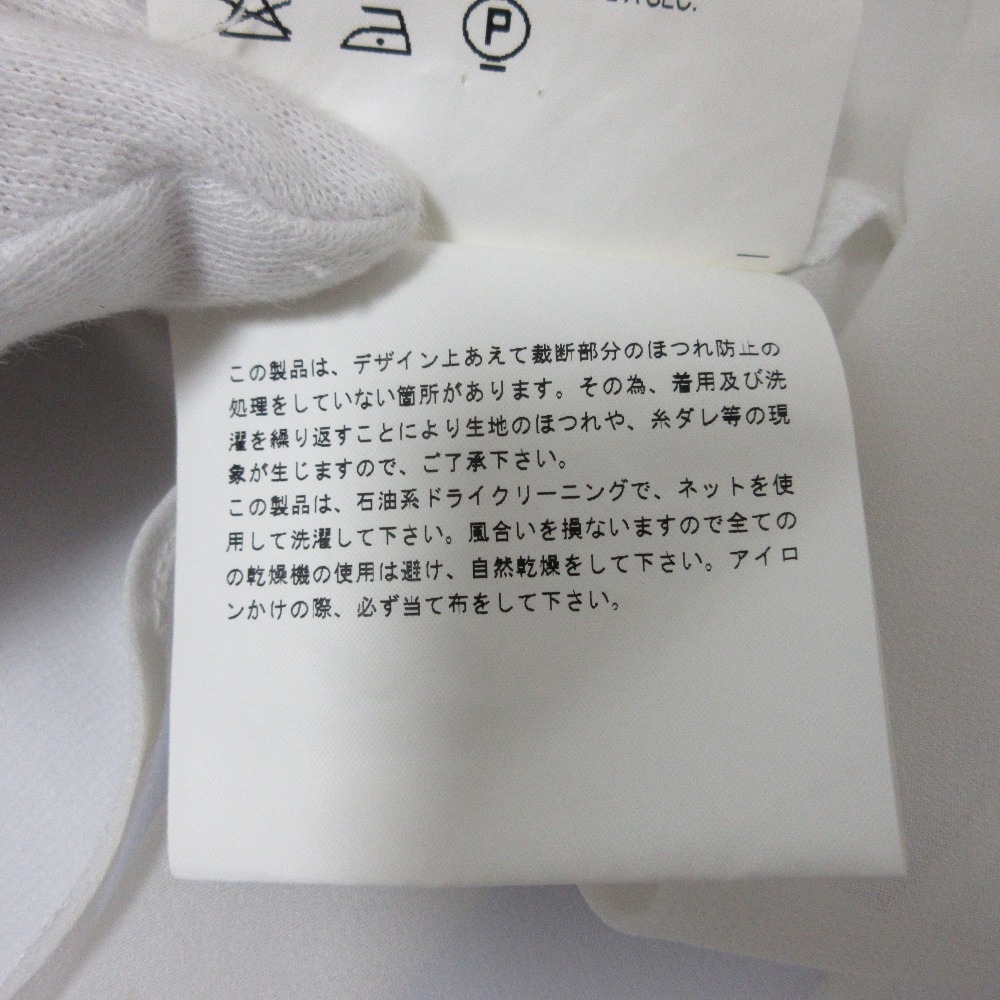 SEC.
P
この製品は、デザイン上あえて裁断部分のほつれ防止の
処理をしていない箇所があります。その為、着用及び洗
濯を繰り返すことにより生地のほつれや、糸ダレ等の現
象が生じますので、ご了承下さい。
この製品は、石油系ドライクリーニングで、ネットを使
用して洗濯して下さい。風合いを損ないますので全ての
の乾燥機の使用は避け、自然乾燥をして下さい。アイロ
ンかけの際、必ず当て布をして下さい。